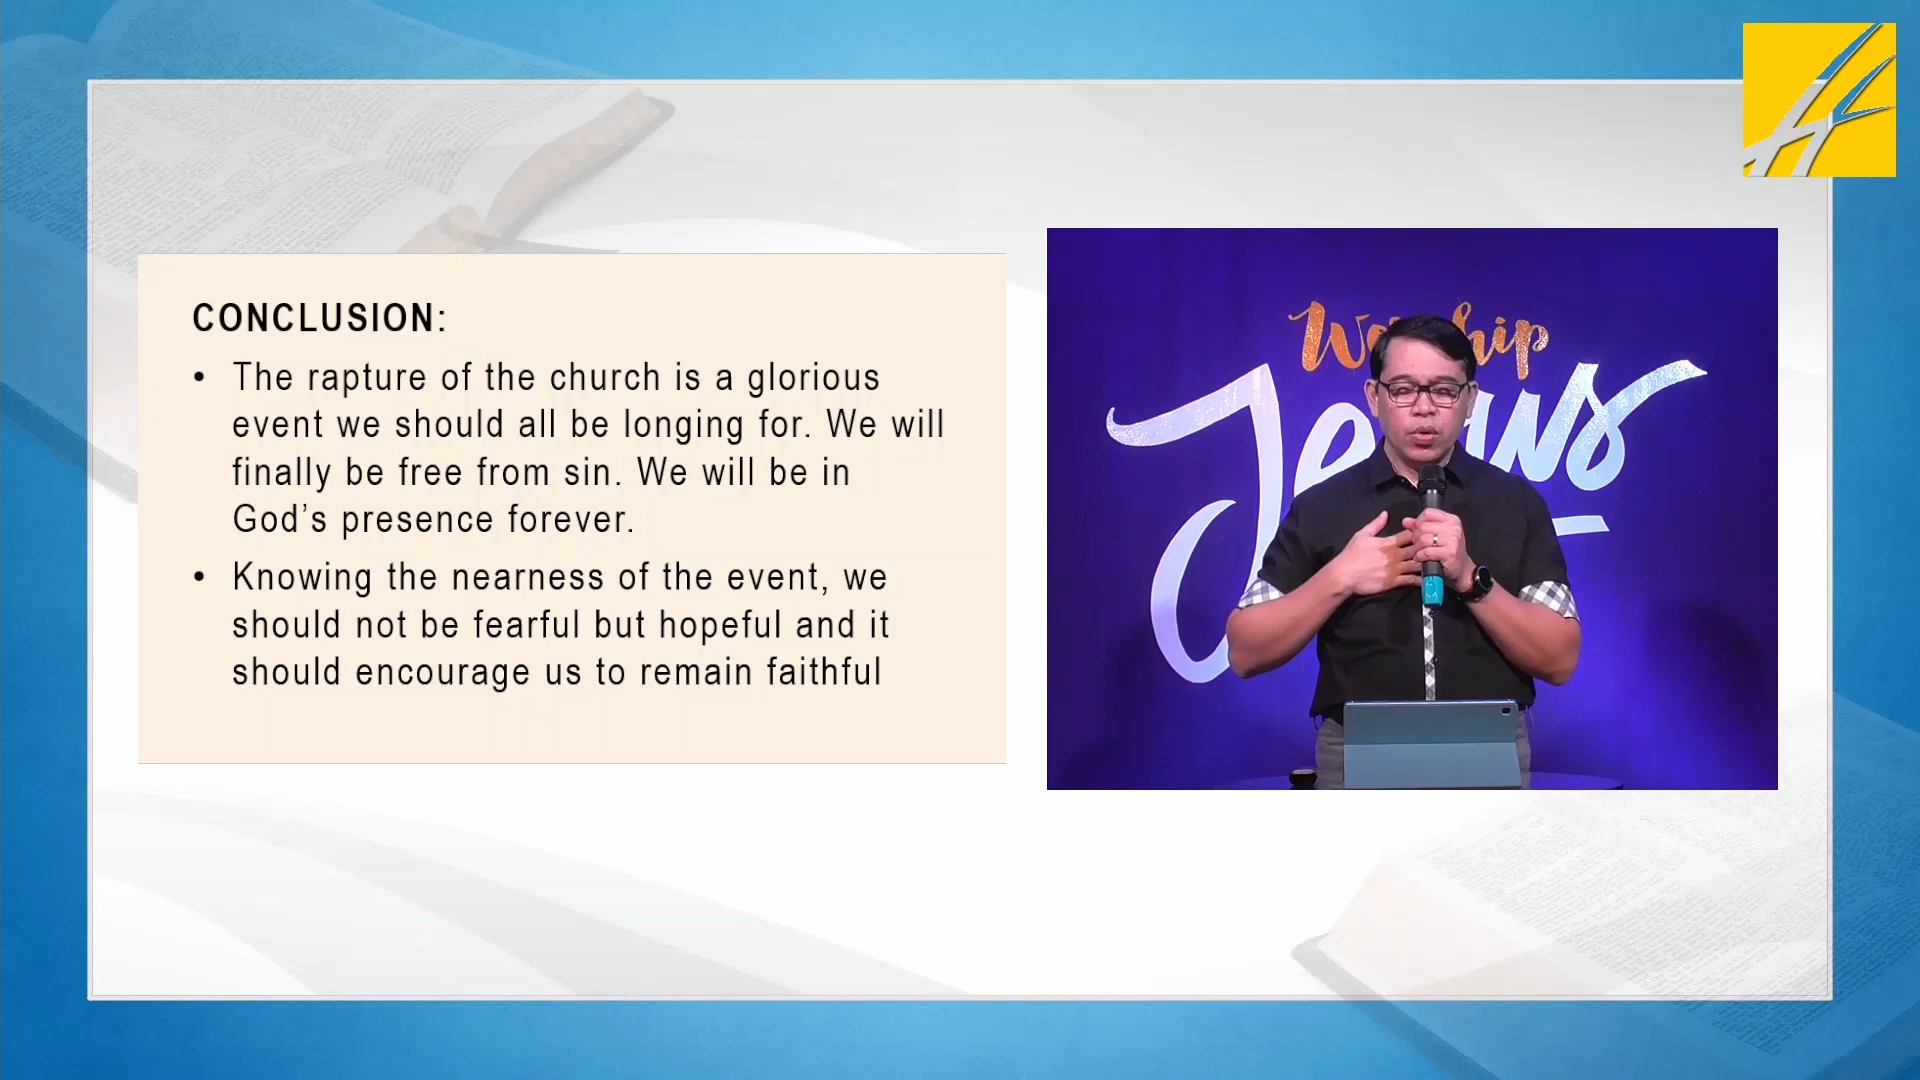 CONCLUSION:
• The rapture of the church is a glorious
event we should all be longing for. We will
finally be free from sin. We will be in
God’s presence forever.
• Knowing the nearness of the event, we
should not be fearful but hopeful and it
should encourage us to remain faithful